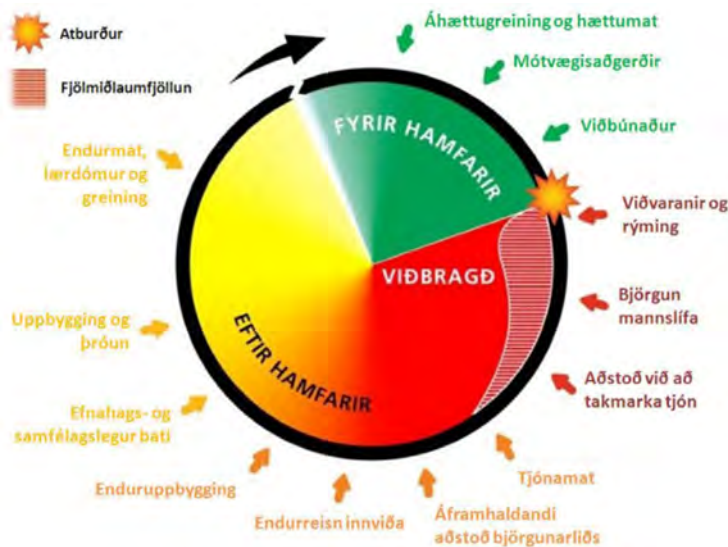 Atburður
Fjölmiðlaumfjöllun
Áhættugreining og hættumat
Mótvægisaðgerðir
Viðbúnaður
Viðvaranir og
rýming
Björgun
mannslífa
Aðstoð við að
takmarka tjón
Tjónamat
Áframhaldandi
aðstoð björgunarliðs
Endurreisn innviða
Enduruppbygging
Efnahags- og
samfélagslegur bati
Uppbygging og
þróun
Endurmat,
lærdómur og
greining
FYRIR HAMFARIR
VIÐBRAGÐ
EFTIR HAMFARIR